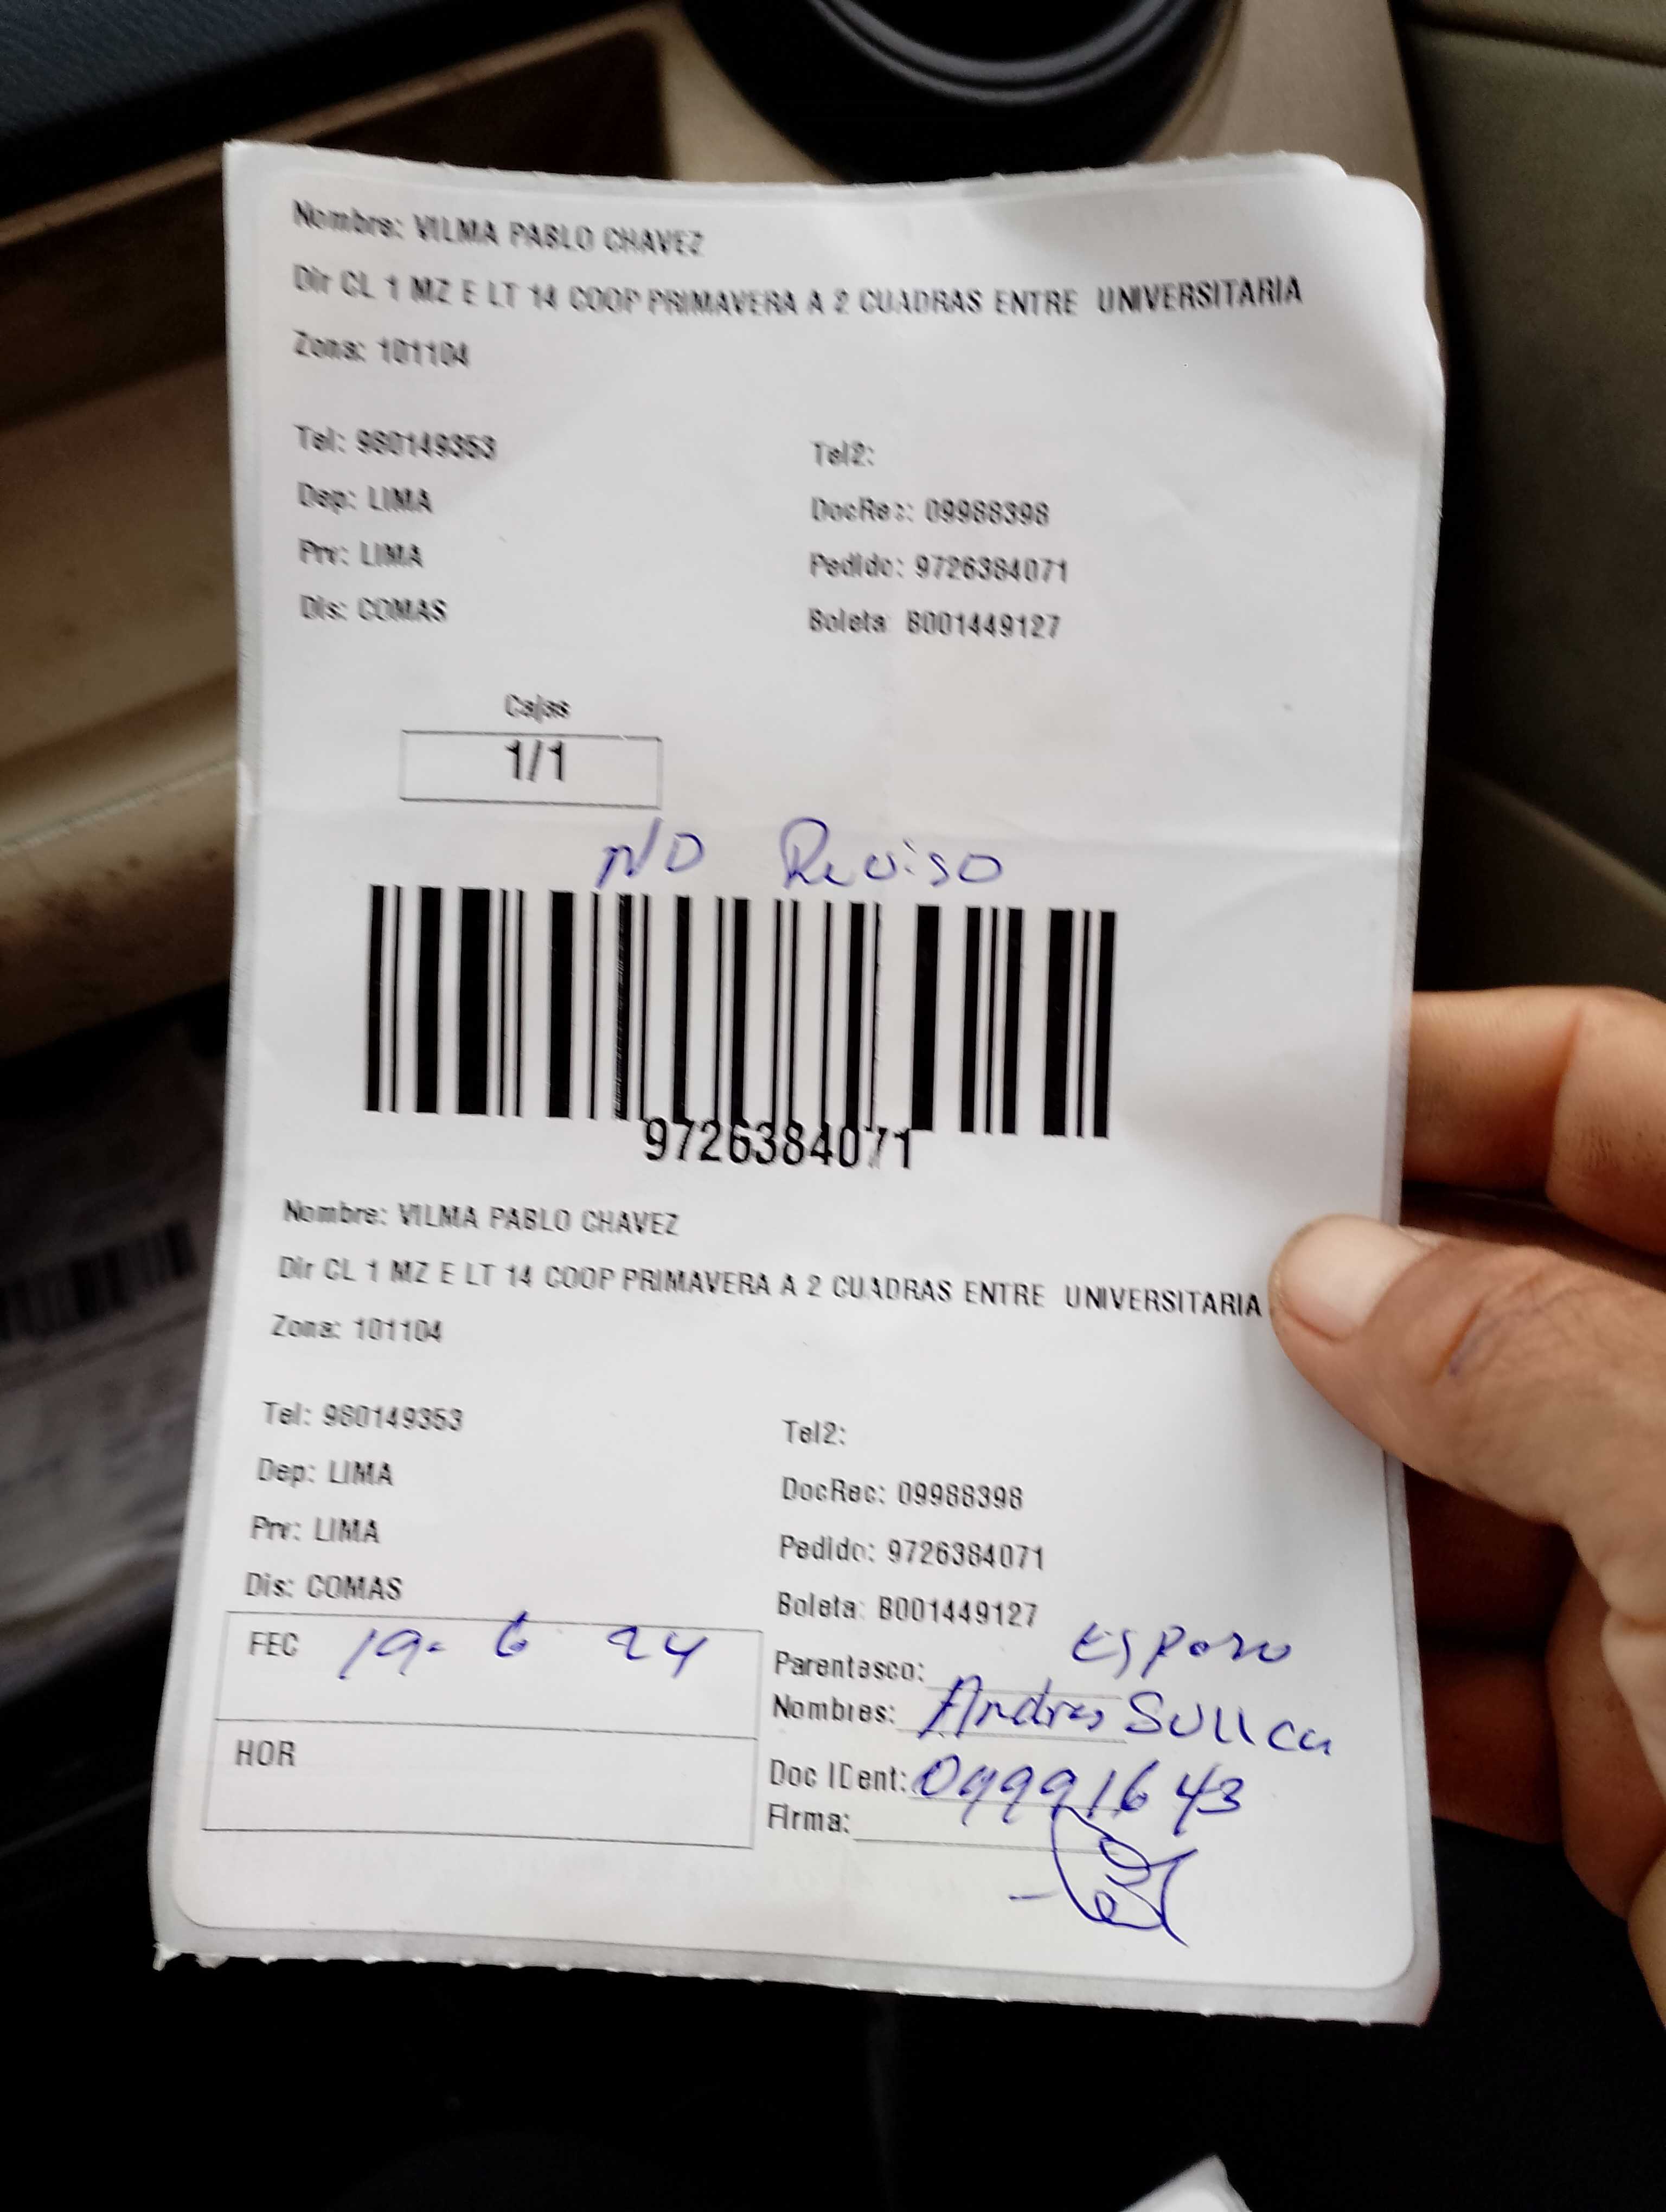 Nombre: VILMA PABLO CHAVEZ
Dir CL 1 MZ E LT 14 COOP PRIMAVERA A 2 CUADRAS ENTRE UNIVERSITARIA
Zona: 101104
Tel: 980149353 Tel2:
Dep: LIMA DocRec: 09988398
Prv: LIMA Pedido: 9726384071
Dis: COMAS Boleta: B001449127
Cajas
1/1
NO Reviso
9726384071
Nombre: VILMA PABLO CHAVEZ
Dir CL 1 MZ E LT 14 COOP PRIMAVERA A 2 CUADRAS ENTRE UNIVERSITARIA
Zona: 101104
Tel: 980149353 Tel2:
Dep: LIMA DocRec: 09988398
Prv: LIMA Pedido: 9726384071
Dis: COMAS Boleta: B001449127
FEC 19- 6 24 Parentesco: Esposo
Nombres: Andres Sullca
HOR Doc IDent: 09991643
Firma: